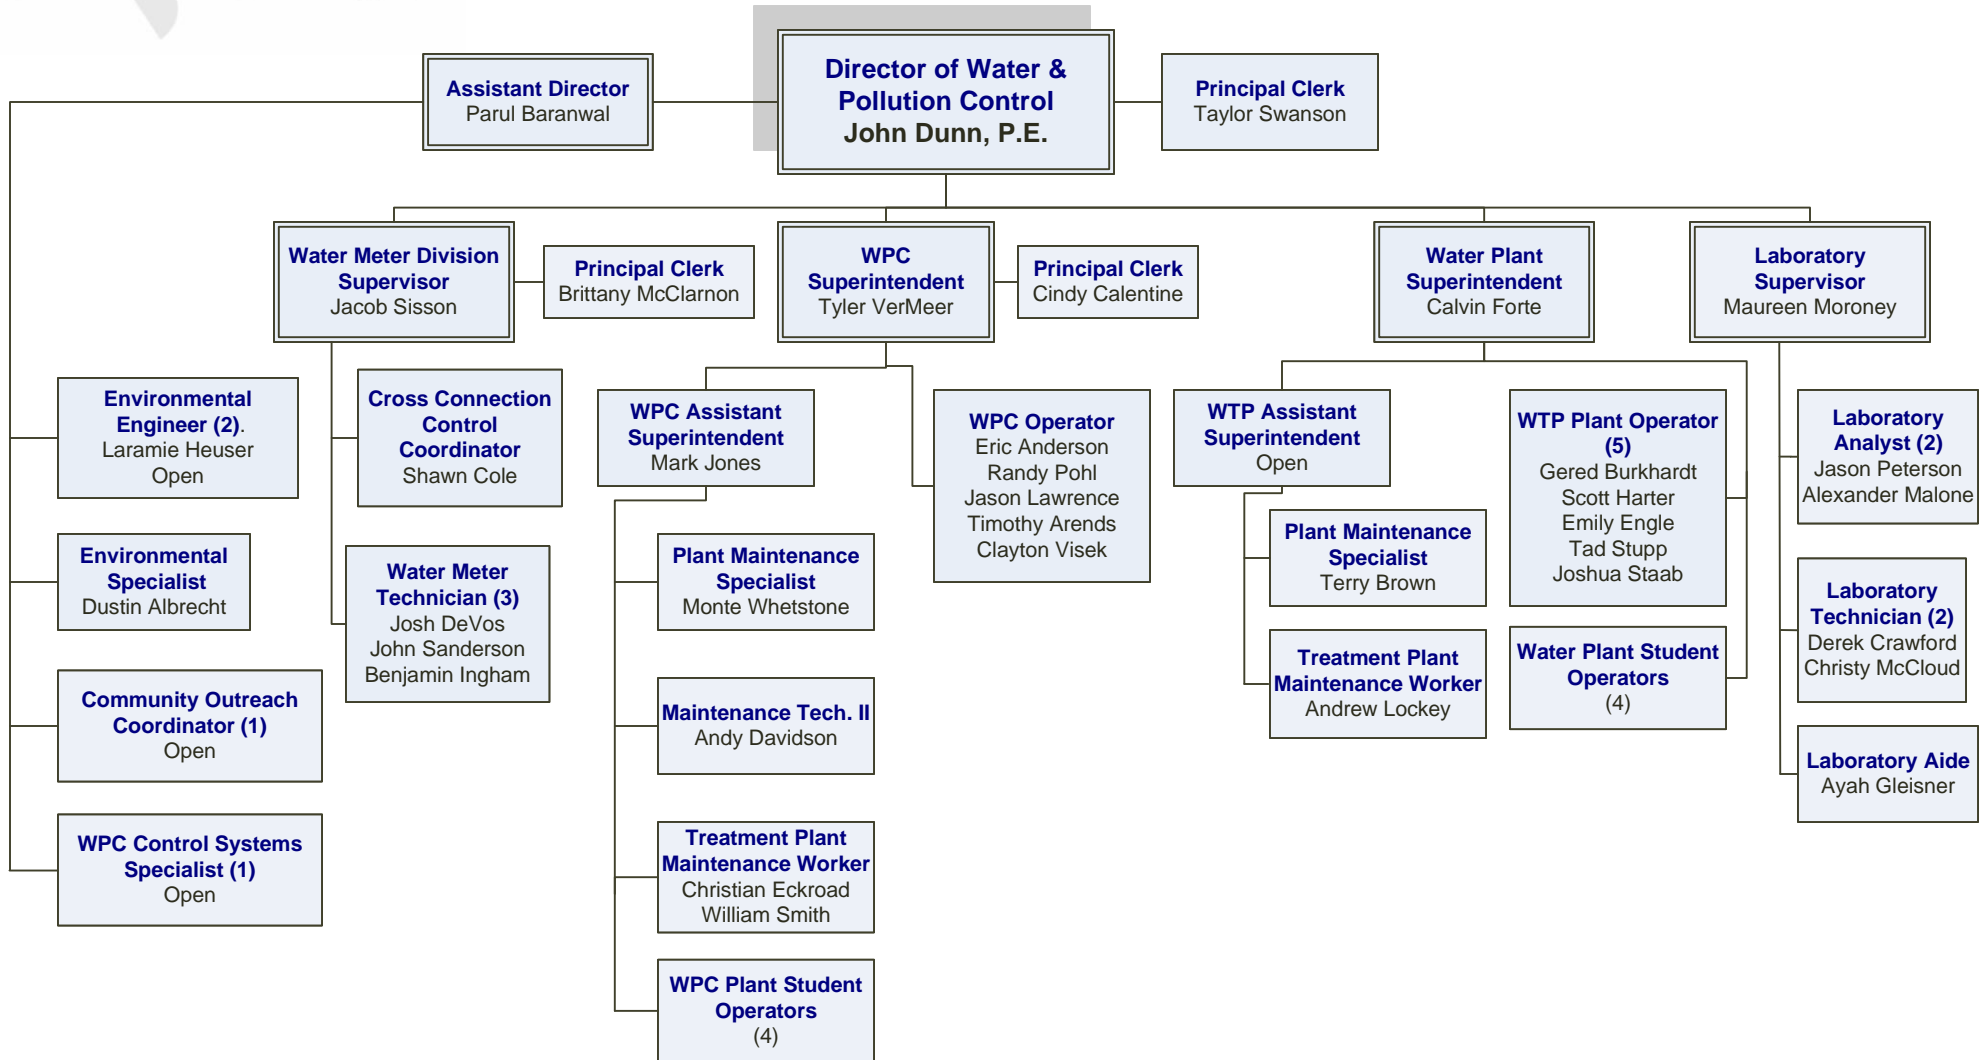 Director of Water &
Pollution Control
John Dunn, P.E.
Assistant Director
Parul Baranwal
Principal Clerk
Taylor Swanson
Water Meter Division
Supervisor
Jacob Sisson
Principal Clerk
Brittany McClarnon
WPC
Superintendent
Tyler VerMeer
Principal Clerk
Cindy Calentine
Water Plant
Superintendent
Calvin Forte
Laboratory
Supervisor
Maureen Moroney
Environmental
Engineer (2).
Laramie Heuser
Open
Environmental
Specialist
Dustin Albrecht
Community Outreach
Coordinator (1)
Open
WPC Control Systems
Specialist (1)
Open
Cross Connection
Control
Coordinator
Shawn Cole
Water Meter
Technician (3)
Josh DeVos
John Sanderson
Benjamin Ingham
WPC Assistant
Superintendent
Mark Jones
Plant Maintenance
Specialist
Monte Whetstone
Maintenance Tech. II
Andy Davidson
Treatment Plant
Maintenance Worker
Christian Eckroad
William Smith
WPC Plant Student
Operators
(4)
WPC Operator
Eric Anderson
Randy Pohl
Jason Lawrence
Timothy Arends
Clayton Visek
WTP Assistant
Superintendent
Open
Plant Maintenance
Specialist
Terry Brown
Treatment Plant
Maintenance Worker
Andrew Lockey
WTP Plant Operator
(5)
Gered Burkhardt
Scott Harter
Emily Engle
Tad Stupp
Joshua Staab
Water Plant Student
Operators
(4)
Laboratory
Analyst (2)
Jason Peterson
Alexander Malone
Laboratory
Technician (2)
Derek Crawford
Christy McCloud
Laboratory Aide
Ayah Gleisner